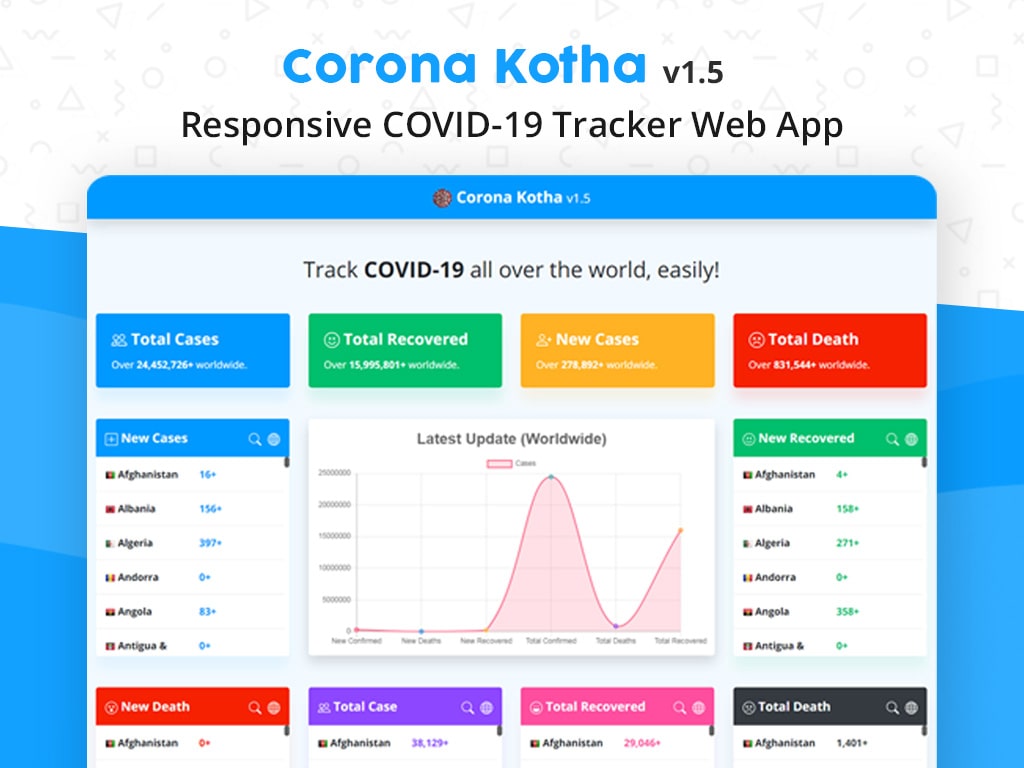 Corona Kotha v1.5
Responsive COVID-19 Tracker Web App
Corona Kotha v1.5
Track COVID-19 all over the world, easily!
Total Cases
Over 24,452,726+ worldwide.
Total Recovered
Over 15,995,801+ worldwide.
New Cases
Over 278,892+ worldwide.
Total Death
Over 831,544+ worldwide.
New Cases
Afghanistan 16+
Albania 156+
Algeria 397+
Andorra 0+
Angola 83+
Antigua & 0+
Latest Update (Worldwide)
Cases
25000000
20000000
15000000
10000000
5000000
0
New Confirmed New Deaths New Recovered Total Confirmed Total Deaths Total Recovered
New Recovered
Afghanistan 4+
Albania 158+
Algeria 271+
Andorra 0+
Angola 358+
Antigua & 0+
New Death
Afghanistan 0+
Total Case
Afghanistan 38,129+
Total Recovered
Afghanistan 29,046+
Total Death
Afghanistan 1,401+